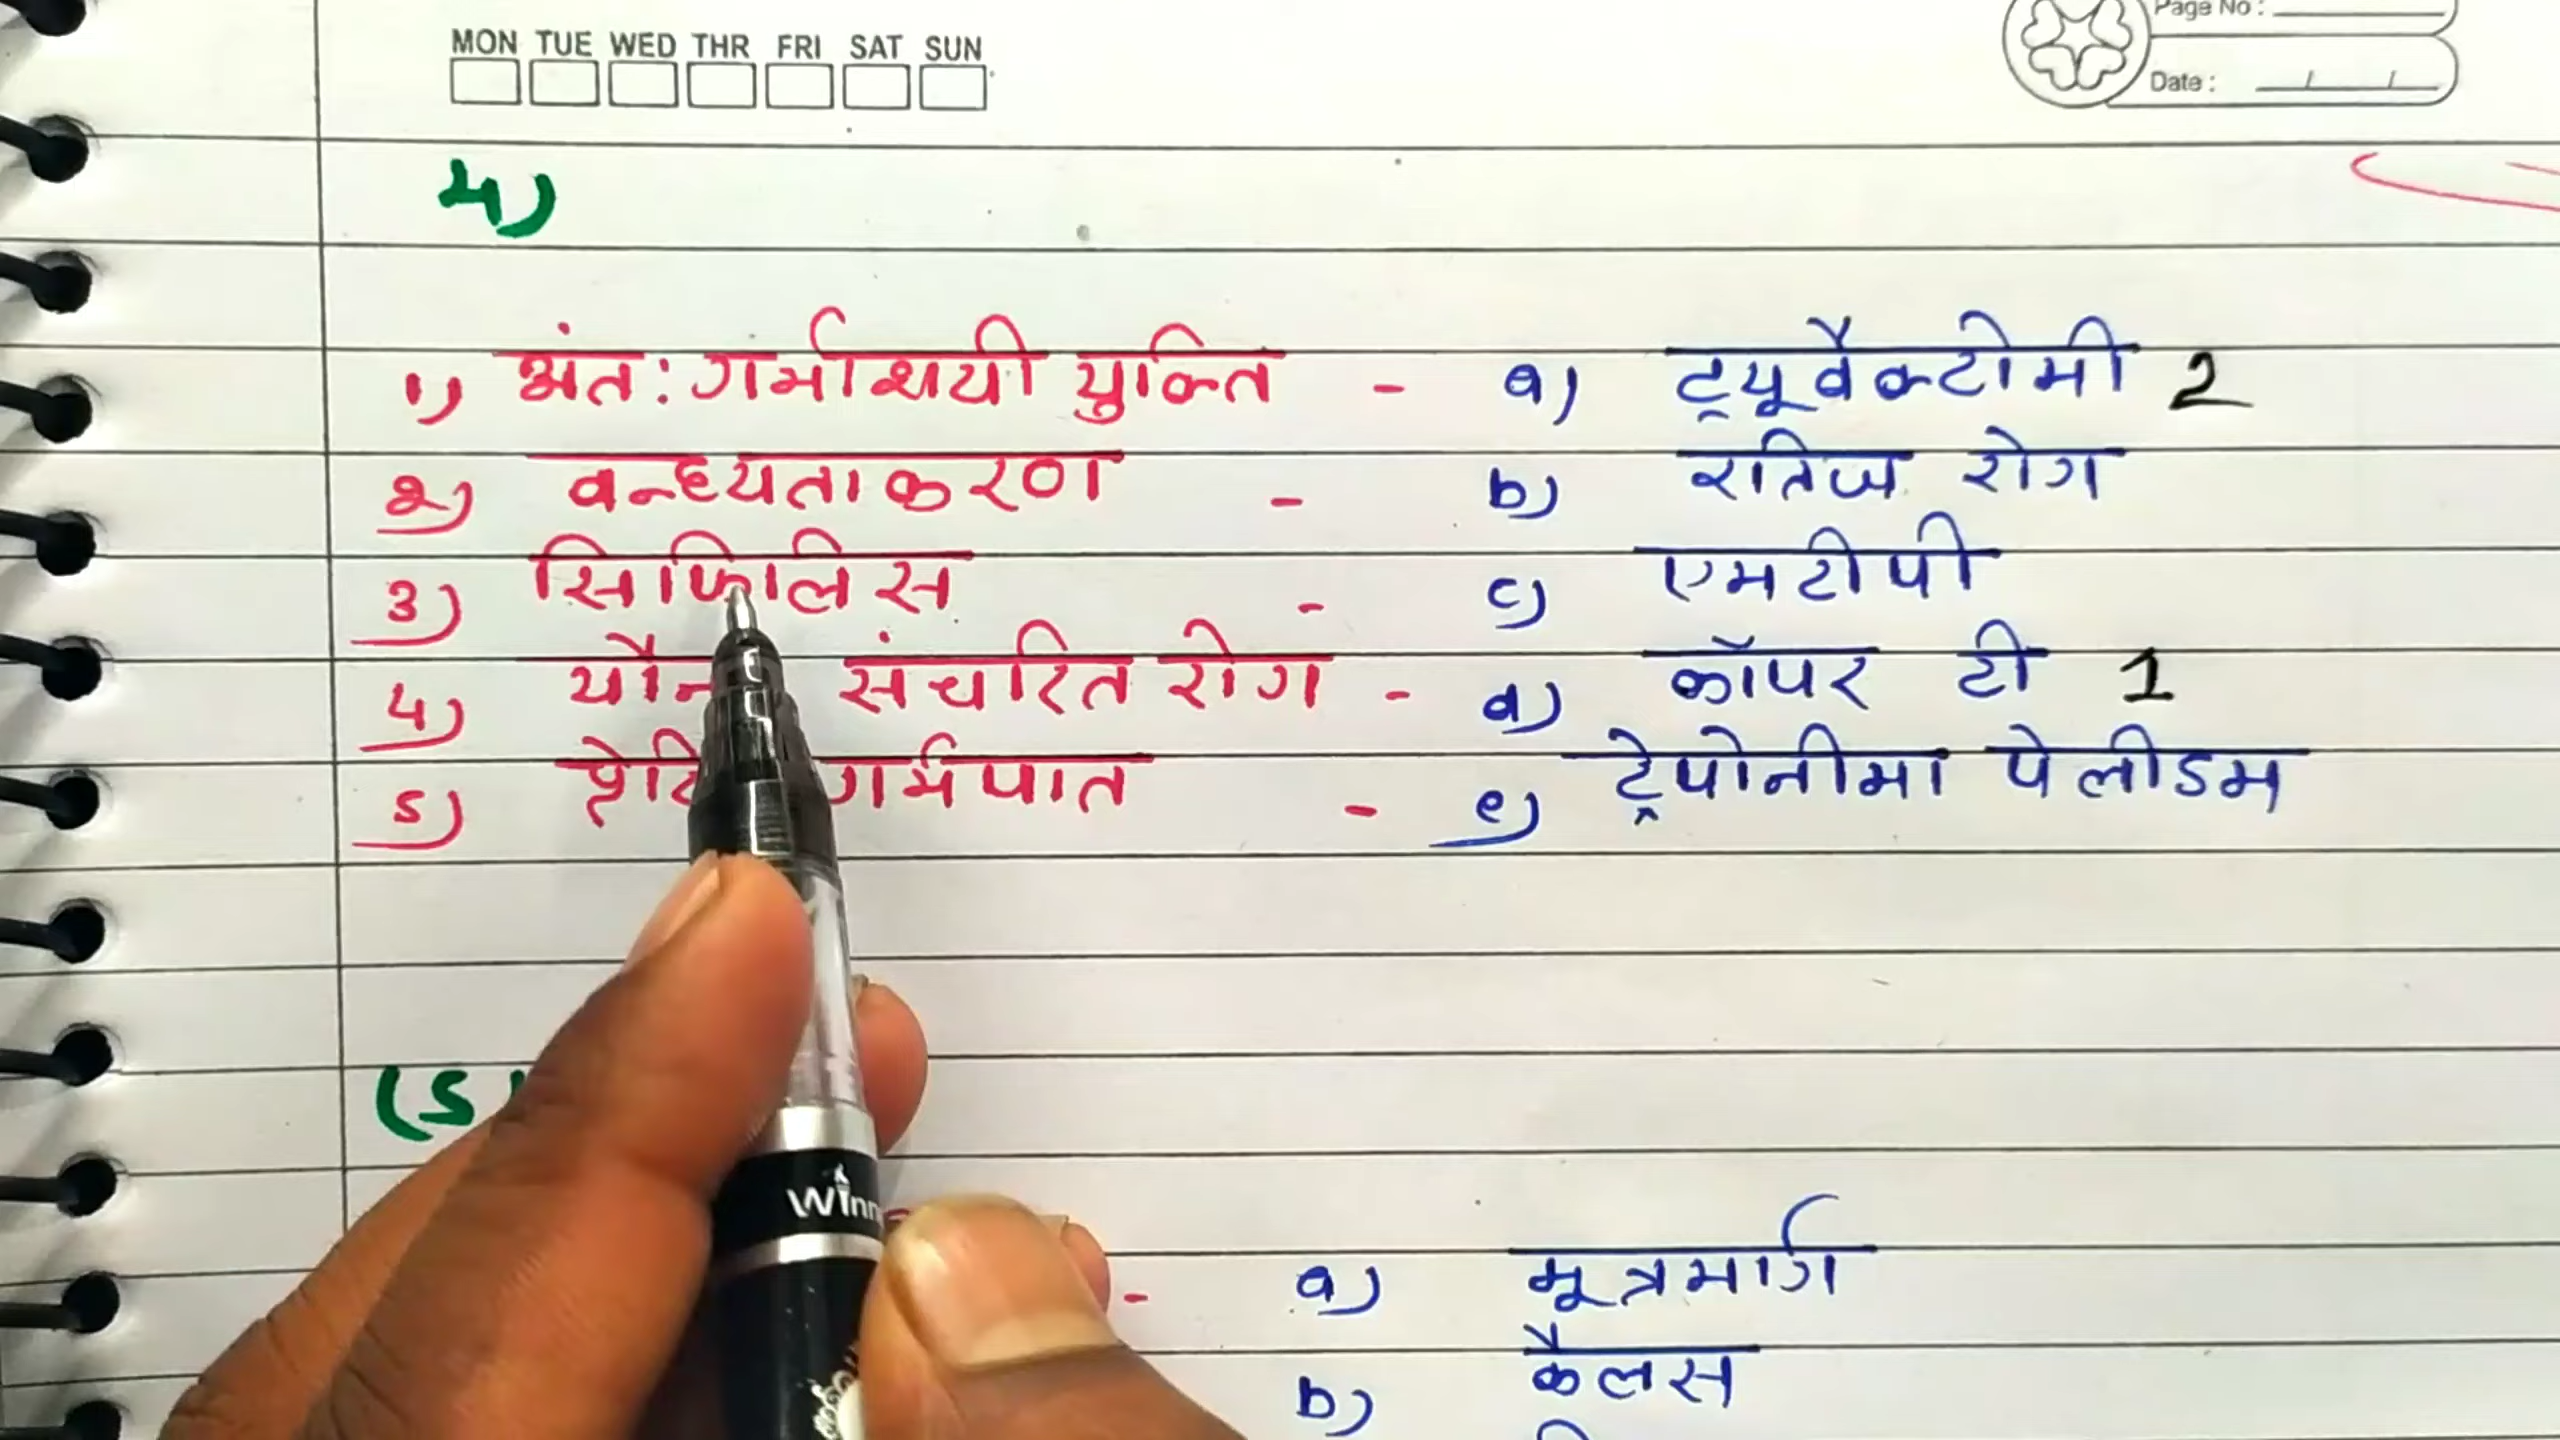 Page No :
MON TUE WED THR FRI SAT SUN
Date :
4)
1) अंत:गर्भाशयी युक्ति - a) ट्यूवैक्टोमी 2
2) वन्ध्यताकरण - b) रतिज रोग
3) सिफिलिस - c) एमटीपी
4) यौन संचरित रोग - d) कॉपर टी 1
5) गर्भपात - e) ट्रेपोनीमा पेलीडम
(5
- a) मूत्रमार्ग
b) कैलस